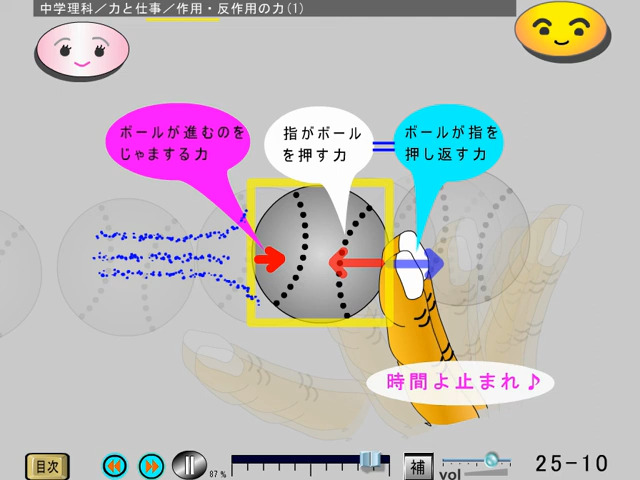 中学理科／力と仕事／作用・反作用の力(1)
ボールが進むのを
じゃまする力
指がボール
を押す力
ボールが指を
押し返す力
時間よ止まれ♪
目次
87%
補
vol
25-10